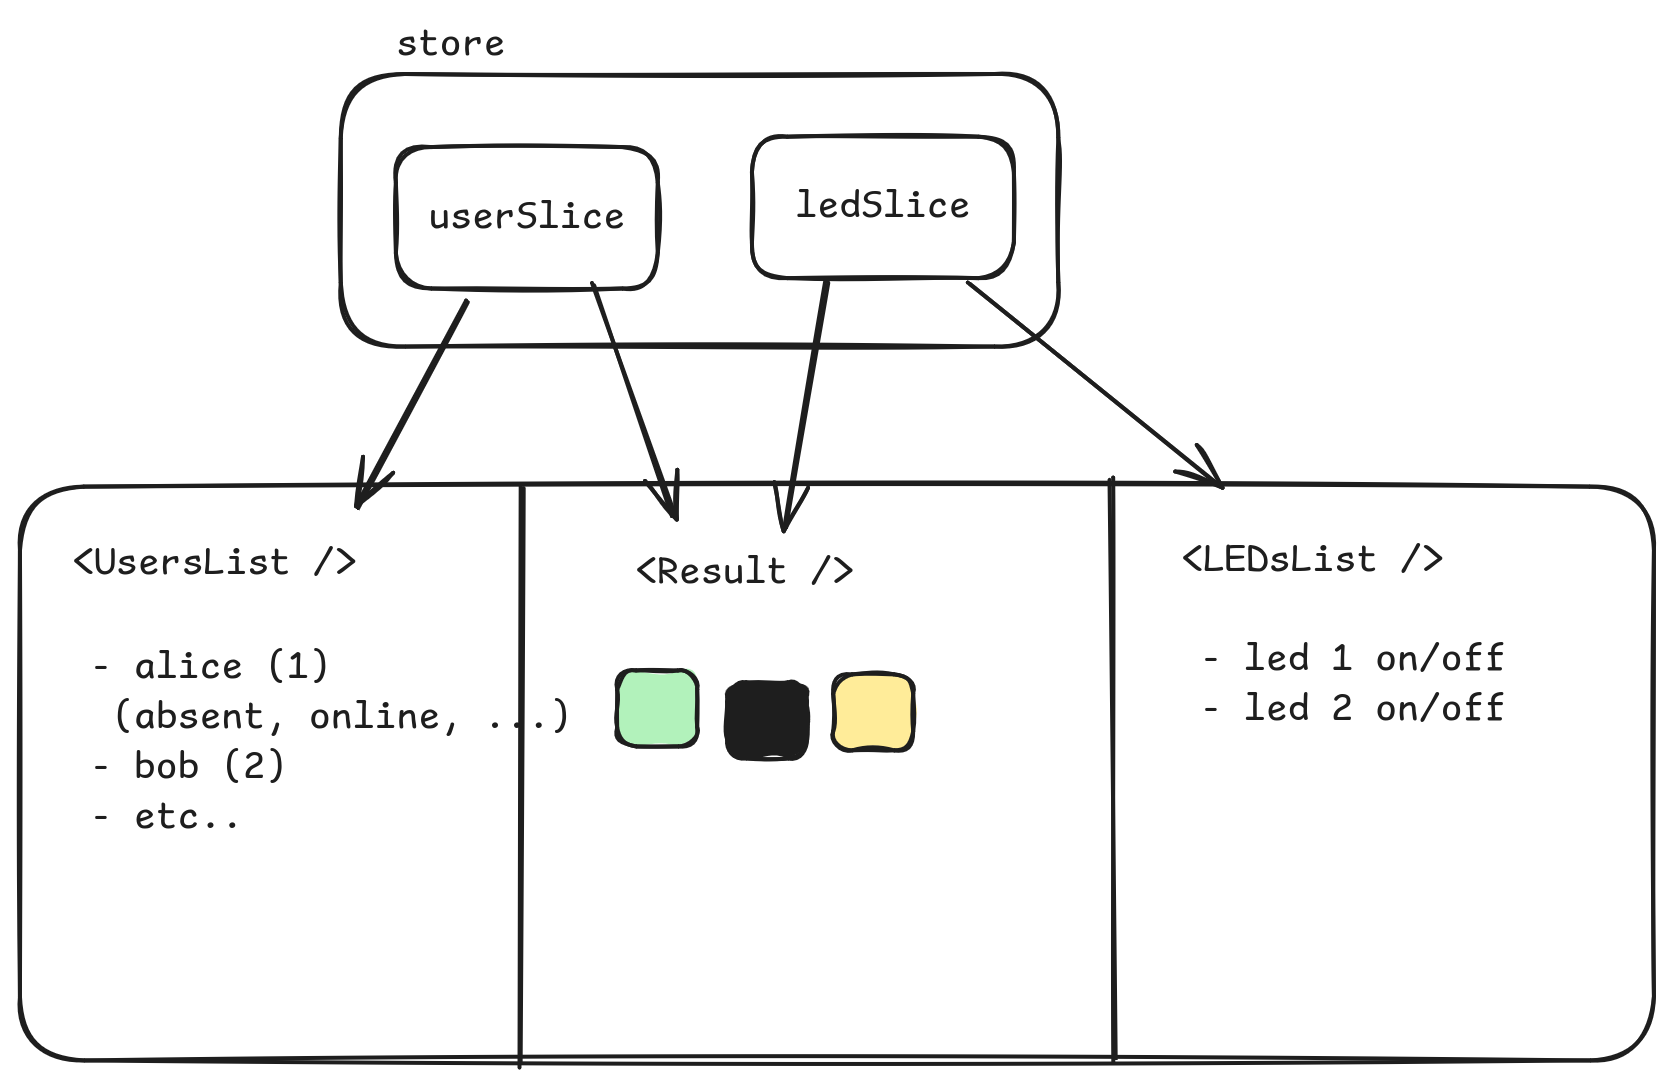 store
userSlice
ledSlice
<UsersList />
- alice (1)
(absent, online, ...)
- bob (2)
- etc..
<Result />
<LEDsList />
- led 1 on/off
- led 2 on/off